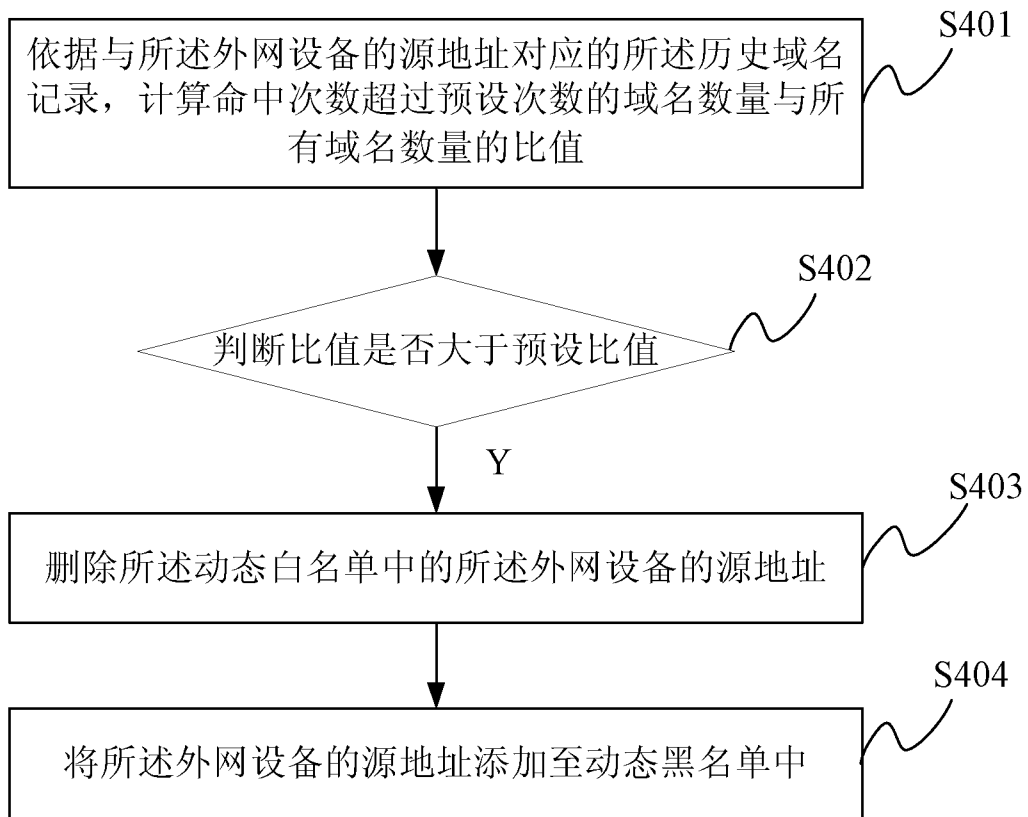 S401
依据与所述外网设备的源地址对应的所述历史域名
记录，计算命中次数超过预设次数的域名数量与所
有域名数量的比值
S402
判断比值是否大于预设比值
Y
S403
删除所述动态白名单中的所述外网设备的源地址
S404
将所述外网设备的源地址添加至动态黑名单中